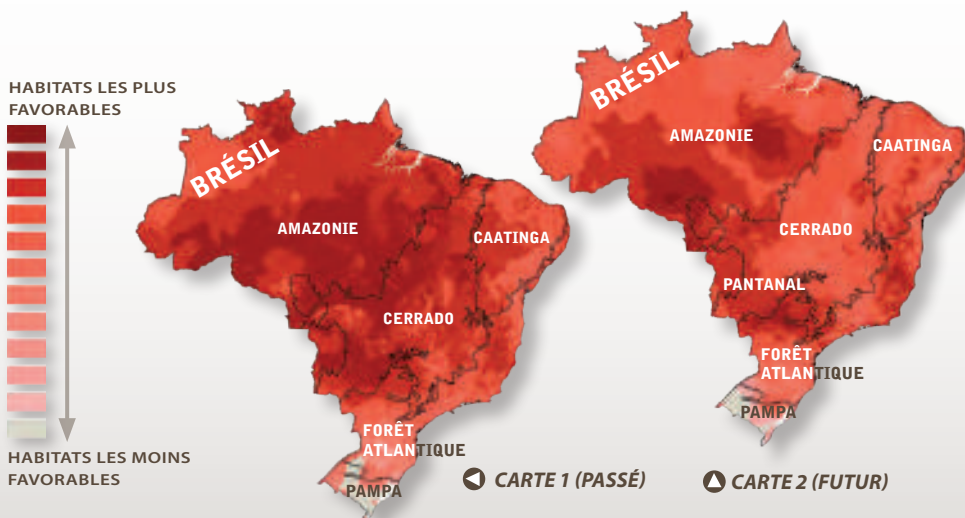 HABITATS LES PLUS
FAVORABLES
HABITATS LES MOINS
FAVORABLES
BRÉSIL
AMAZONIE
CAATINGA
CERRADO
FORÊT
ATLANTIQUE
PAMPA
CARTE 1 (PASSÉ)
BRÉSIL
AMAZONIE
CAATINGA
CERRADO
PANTANAL
FORÊT
ATLANTIQUE
PAMPA
CARTE 2 (FUTUR)